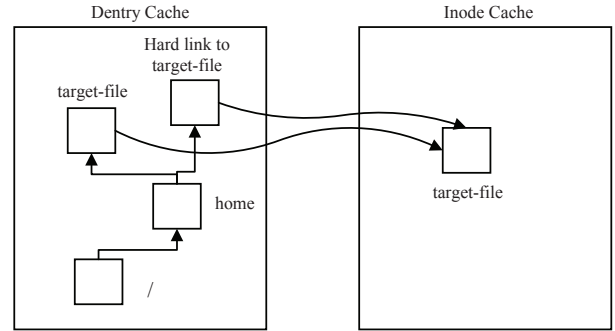 Dentry Cache
Inode Cache
Hard link to
target-file
target-file
target-file
home
/